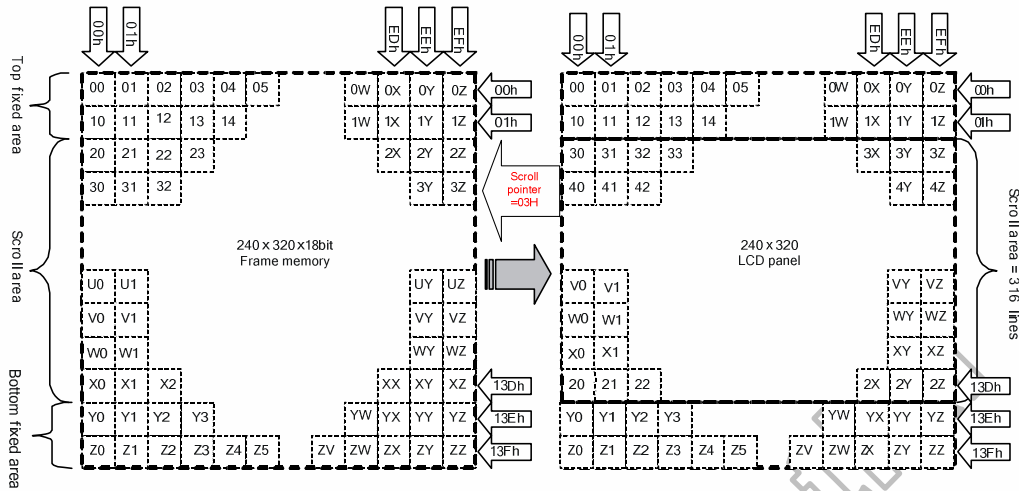 00h 01h EDh EEh EFh 00h 01h EDh EEh EFh
Top fixed area
00 01 02 03 04 05 0W 0X 0Y 0Z 00h 00 01 02 03 04 05 0W 0X 0Y 0Z 00h
10 11 12 13 14 1W 1X 1Y 1Z 01h 10 11 12 13 14 1W 1X 1Y 1Z 01h
20 21 22 23 2X 2Y 2Z 30 31 32 33 3X 3Y 3Z
30 31 32 3Y 3Z 40 41 42 4Y 4Z
Scroll
pointer
=03H
Scroll area
240 x 320 x18bit
Frame memory
240 x 320
LCD panel
Scroll area = 316 lines
U0 U1 UY UZ V0 V1 VY VZ
V0 V1 VY VZ W0 W1 WY WZ
W0 W1 WY WZ X0 X1 XY XZ
X0 X1 X2 XX XY XZ 13Dh 20 21 22 2X 2Y 2Z 13Dh
Bottom fixed area
Y0 Y1 Y2 Y3 YW YX YY YZ 13Eh Y0 Y1 Y2 Y3 YW YX YY YZ 13Eh
Z0 Z1 Z2 Z3 Z4 Z5 ZV ZW ZX ZY ZZ 13Fh Z0 Z1 Z2 Z3 Z4 Z5 ZV ZW ZX ZY ZZ 13Fh